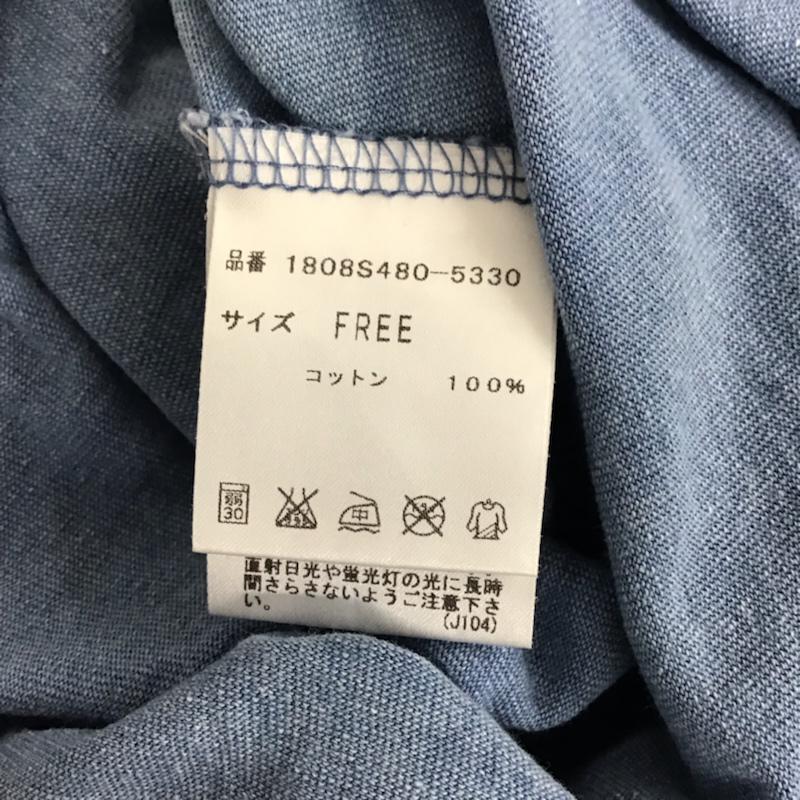 品番 1808S480-5330
サイズ FREE
コットン 100%
弱
30
中
直射日光や蛍光灯の光に長時
間さらさないようご注意下さ
い。
(J104)